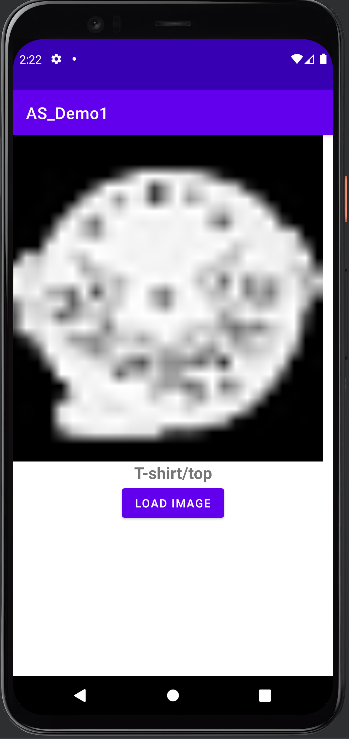 2:22
AS_Demo1
T-shirt/top
LOAD IMAGE